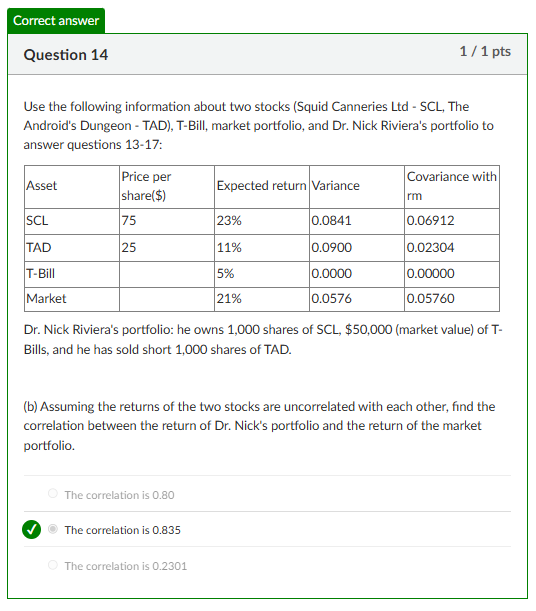 Correct answer
Question 14
1 / 1 pts
Use the following information about two stocks (Squid Canneries Ltd - SCL, The
Android's Dungeon - TAD), T-Bill, market portfolio, and Dr. Nick Riviera's portfolio to
answer questions 13-17:
Asset Price per share($) Expected return Variance Covariance with rm
SCL 75 23% 0.0841 0.06912
TAD 25 11% 0.0900 0.02304
T-Bill 5% 0.0000 0.00000
Market 21% 0.0576 0.05760
Dr. Nick Riviera's portfolio: he owns 1,000 shares of SCL, $50,000 (market value) of T-
Bills, and he has sold short 1,000 shares of TAD.
(b) Assuming the returns of the two stocks are uncorrelated with each other, find the
correlation between the return of Dr. Nick's portfolio and the return of the market
portfolio.
The correlation is 0.80
The correlation is 0.835
The correlation is 0.2301